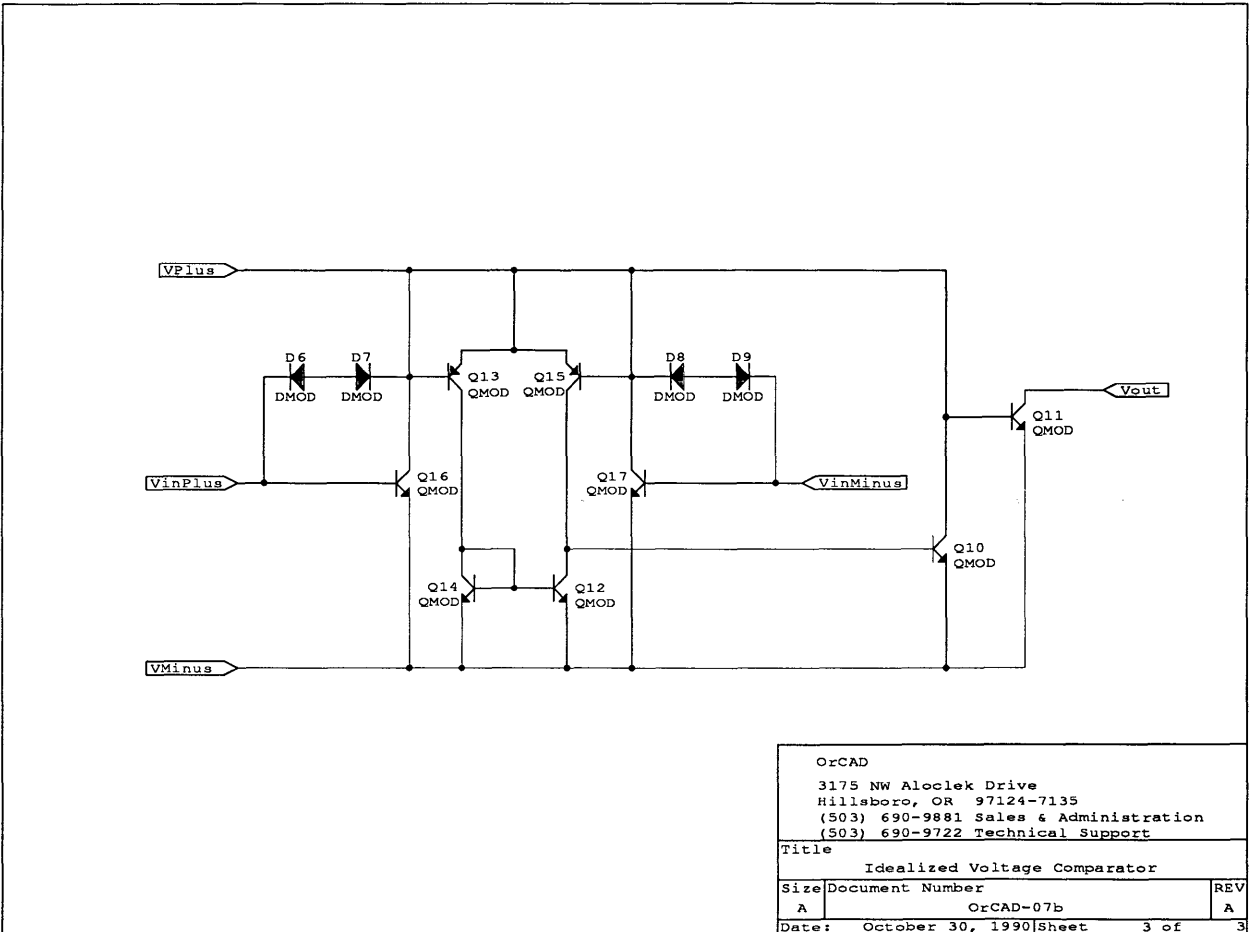 VPlus
D6
D7
DMOD
DMOD
Q13
QMOD
Q15
QMOD
D8
D9
DMOD
DMOD
Vout
Q11
QMOD
VinPlus
Q16
QMOD
Q17
QMOD
VinMinus
Q14
QMOD
Q12
QMOD
Q10
QMOD
VMinus
OrCAD
3175 NW Aloclek Drive
Hillsboro, OR 97124-7135
(503) 690-9881 Sales & Administration
(503) 690-9722 Technical Support
Title
Idealized Voltage Comparator
Size Document Number REV
A OrCAD-07b A
Date: October 30, 1990 Sheet 3 of 3